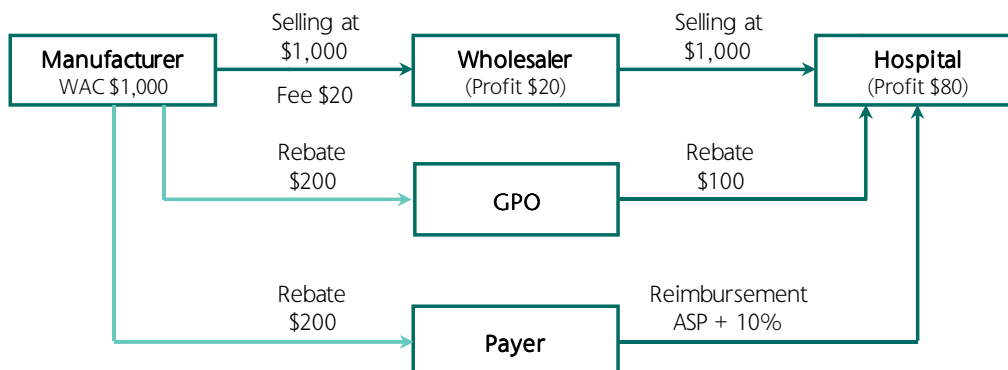 Manufacturer
WAC $1,000
Selling at
$1,000
Fee $20
Wholesaler
(Profit $20)
Selling at
$1,000
Hospital
(Profit $80)
Rebate
$200
GPO
Rebate
$100
Rebate
$200
Payer
Reimbursement
ASP + 10%